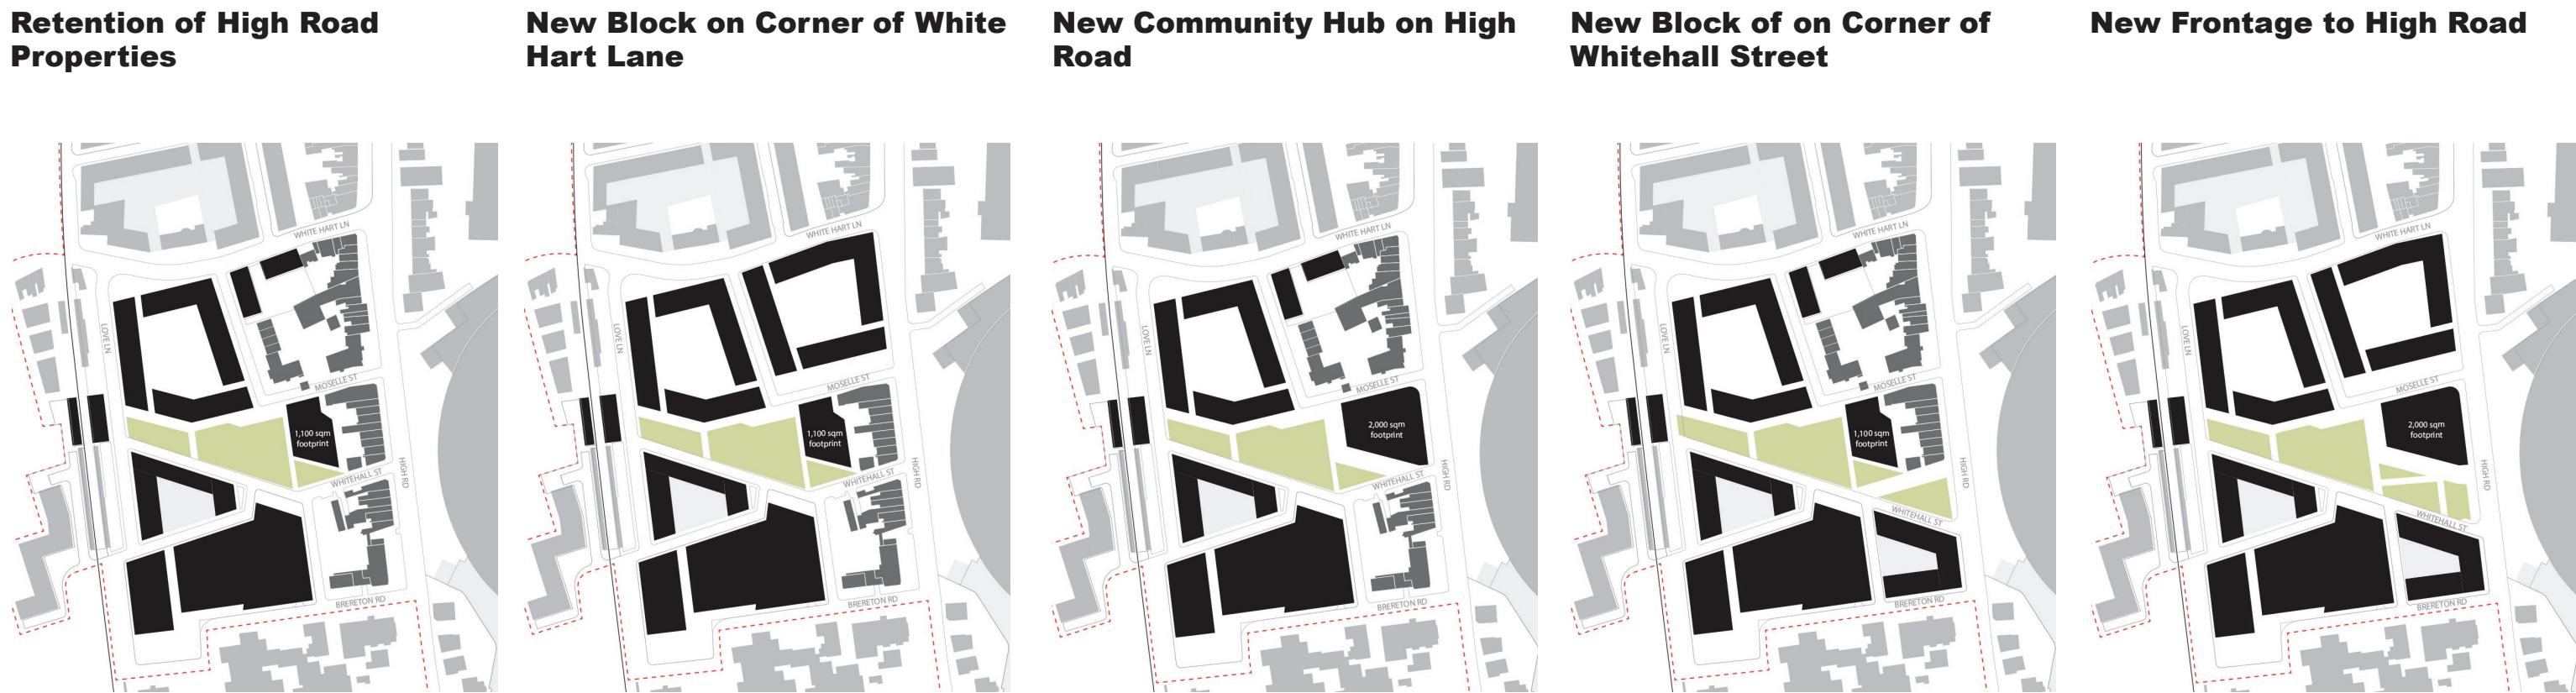 Retention of High Road
Properties
WHITE HART LN
LOVE LN
MOSELLE ST
1,100 sqm
footprint
HIGH RD
WHITEHALL ST
BRERETON RD
New Block on Corner of White
Hart Lane
WHITE HART LN
LOVE LN
MOSELLE ST
1,100 sqm
footprint
HIGH RD
WHITEHALL ST
BRERETON RD
New Community Hub on High
Road
WHITE HART LN
LOVE LN
MOSELLE ST
2,000 sqm
footprint
HIGH RD
WHITEHALL ST
BRERETON RD
New Block of on Corner of
Whitehall Street
WHITE HART LN
LOVE LN
MOSELLE ST
1,100 sqm
footprint
HIGH RD
WHITEHALL ST
BRERETON RD
New Frontage to High Road
WHITE HART LN
LOVE LN
MOSELLE ST
2,000 sqm
footprint
HIGH RD
WHITEHALL ST
BRERETON RD